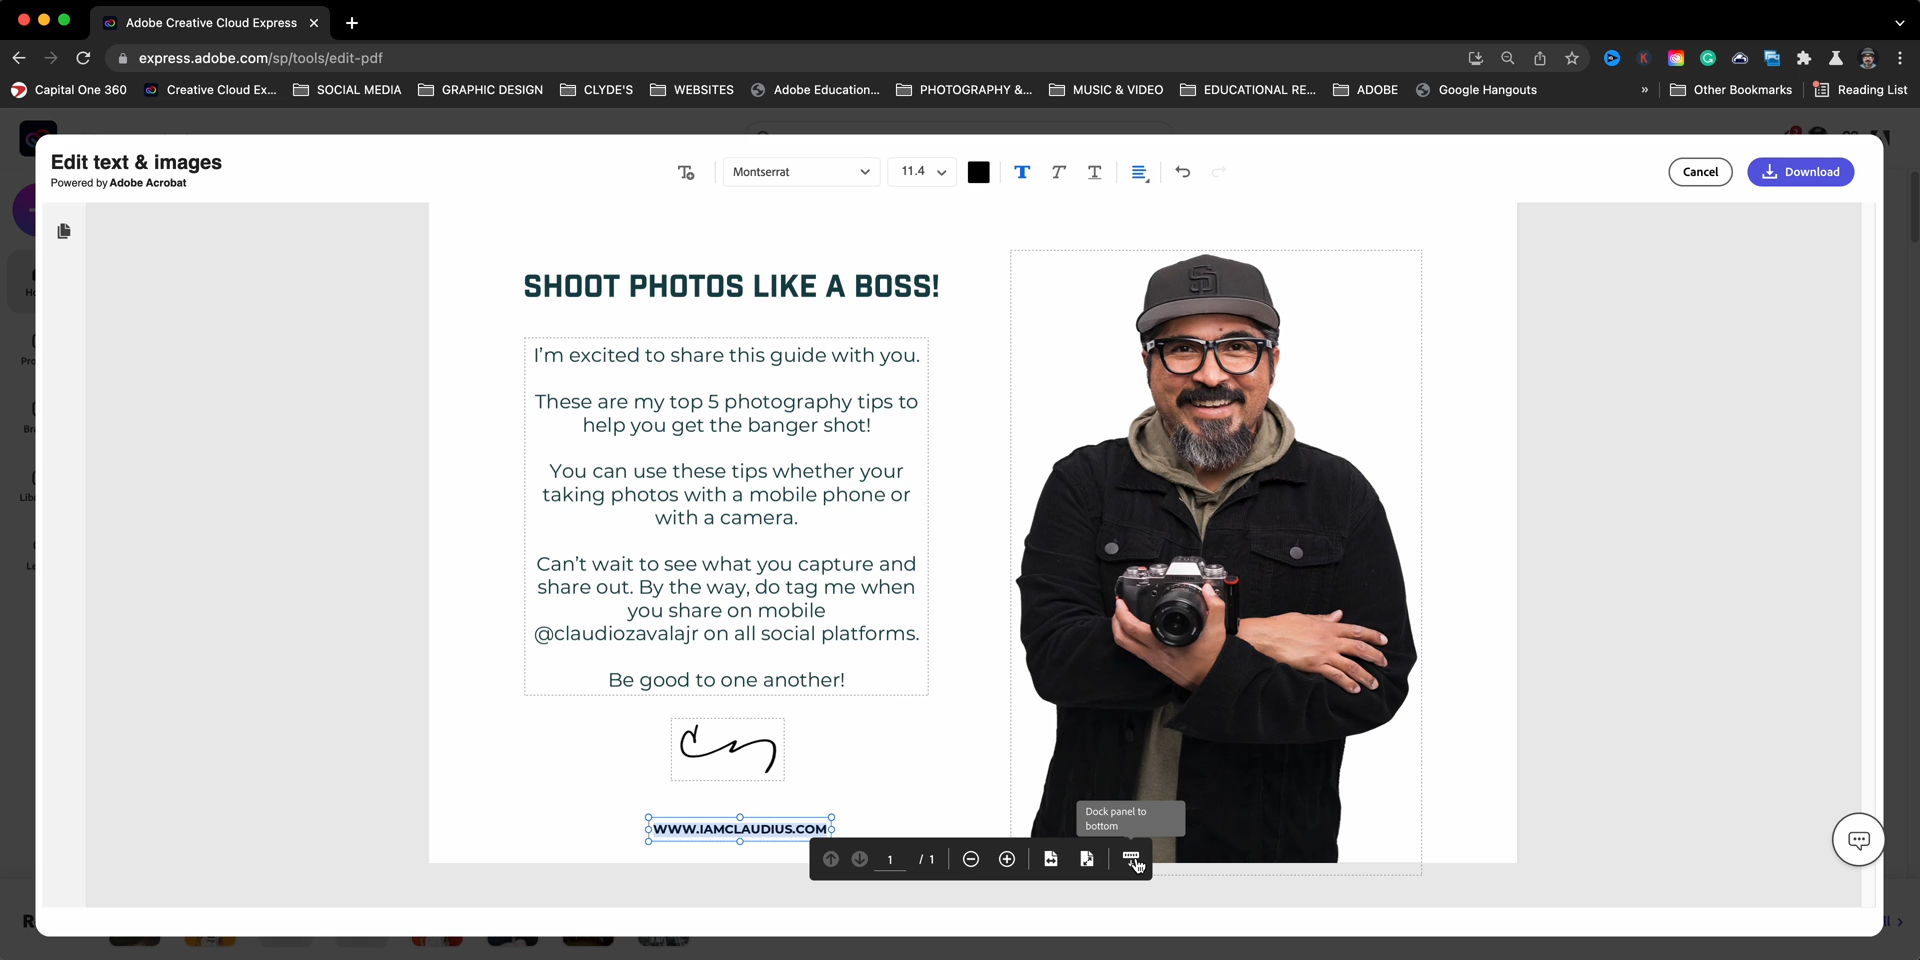 Adobe Creative Cloud Express
express.adobe.com/sp/tools/edit-pdf
Capital One 360
Creative Cloud Ex...
SOCIAL MEDIA
GRAPHIC DESIGN
CLYDE'S
WEBSITES
Adobe Education...
PHOTOGRAPHY &...
MUSIC & VIDEO
EDUCATIONAL RE...
ADOBE
Google Hangouts
»
Other Bookmarks
Reading List
Edit text & images
Powered by Adobe Acrobat
Montserrat
11.4
Cancel
Download
SHOOT PHOTOS LIKE A BOSS!
I'm excited to share this guide with you.
These are my top 5 photography tips to
help you get the banger shot!
You can use these tips whether your
taking photos with a mobile phone or
with a camera.
Can't wait to see what you capture and
share out. By the way, do tag me when
you share on mobile
@claudiozavalajr on all social platforms.
Be good to one another!
WWW.IAMCLAUDIUS.COM
Dock panel to
bottom
1 / 1